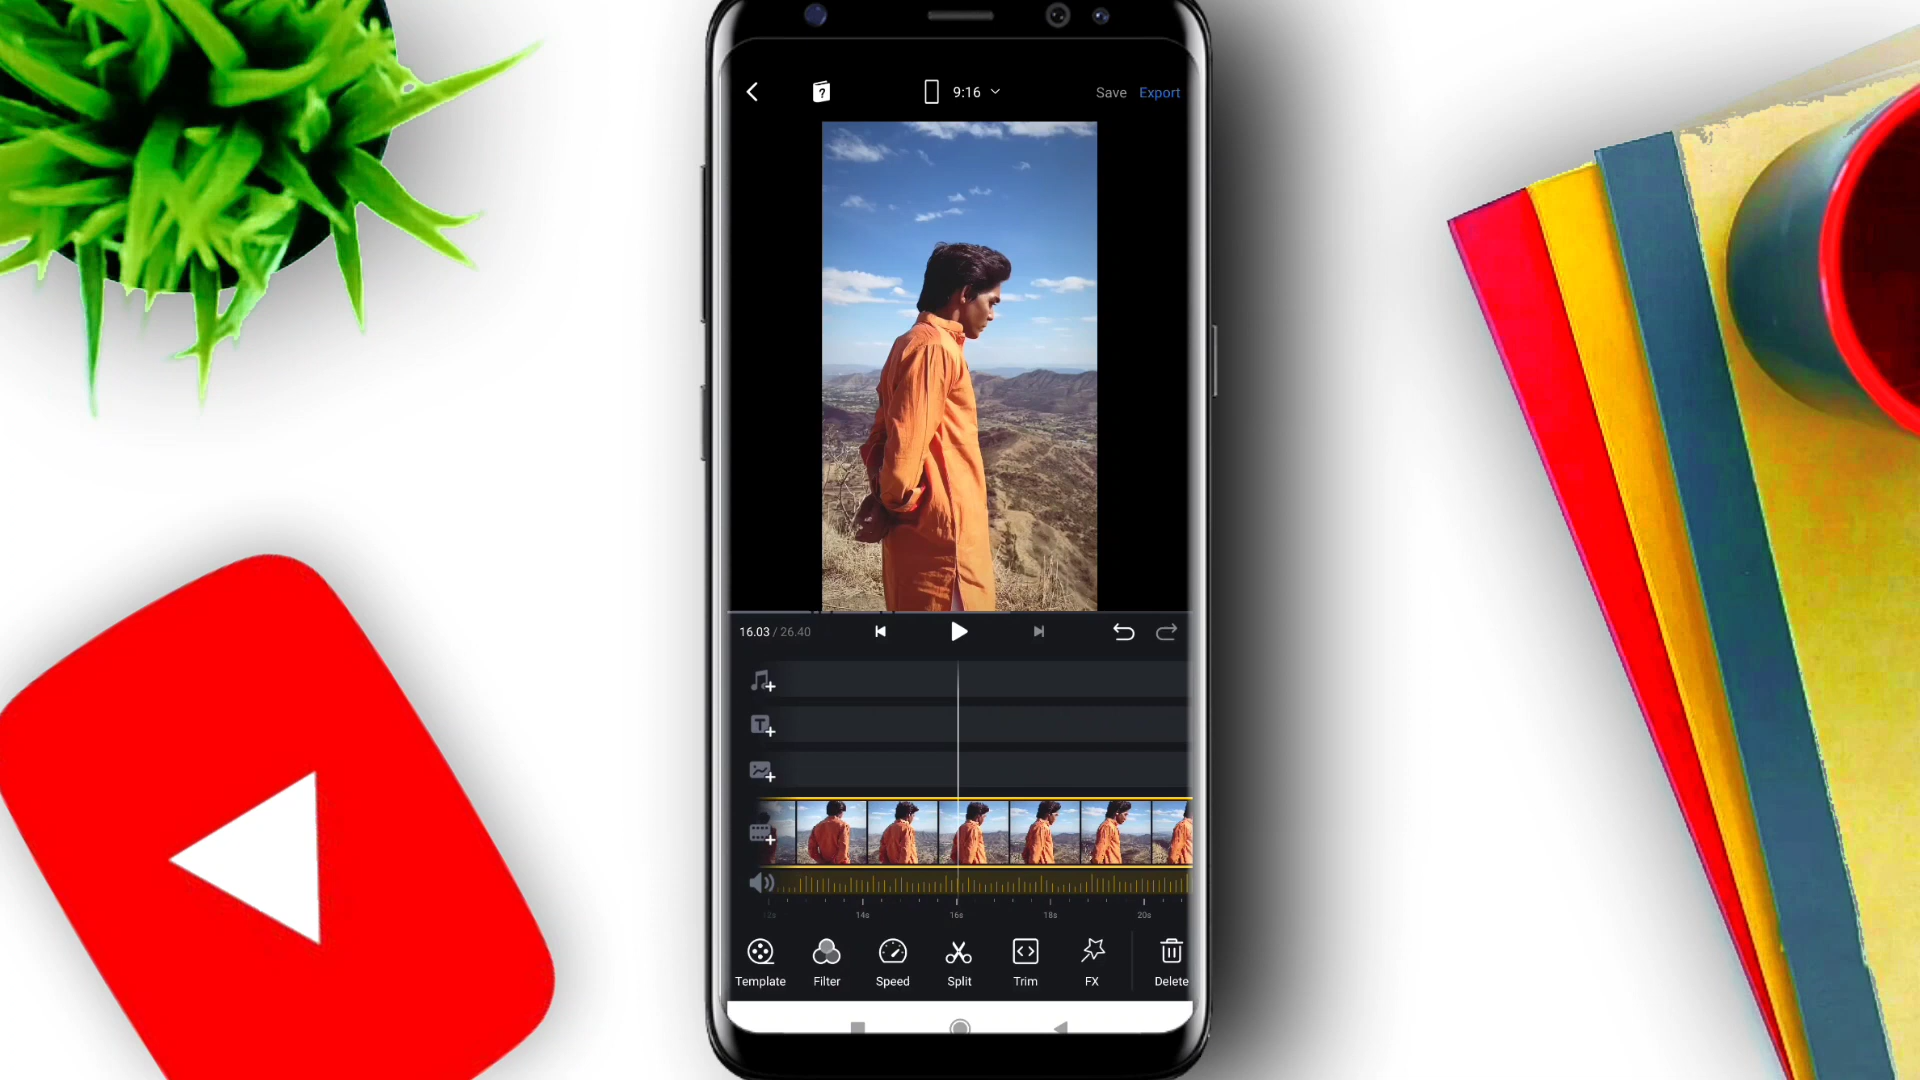 9:16
Save Export
16.03 / 26.40
12s 14s 16s 18s 20s
Template Filter Speed Split Trim FX Delete